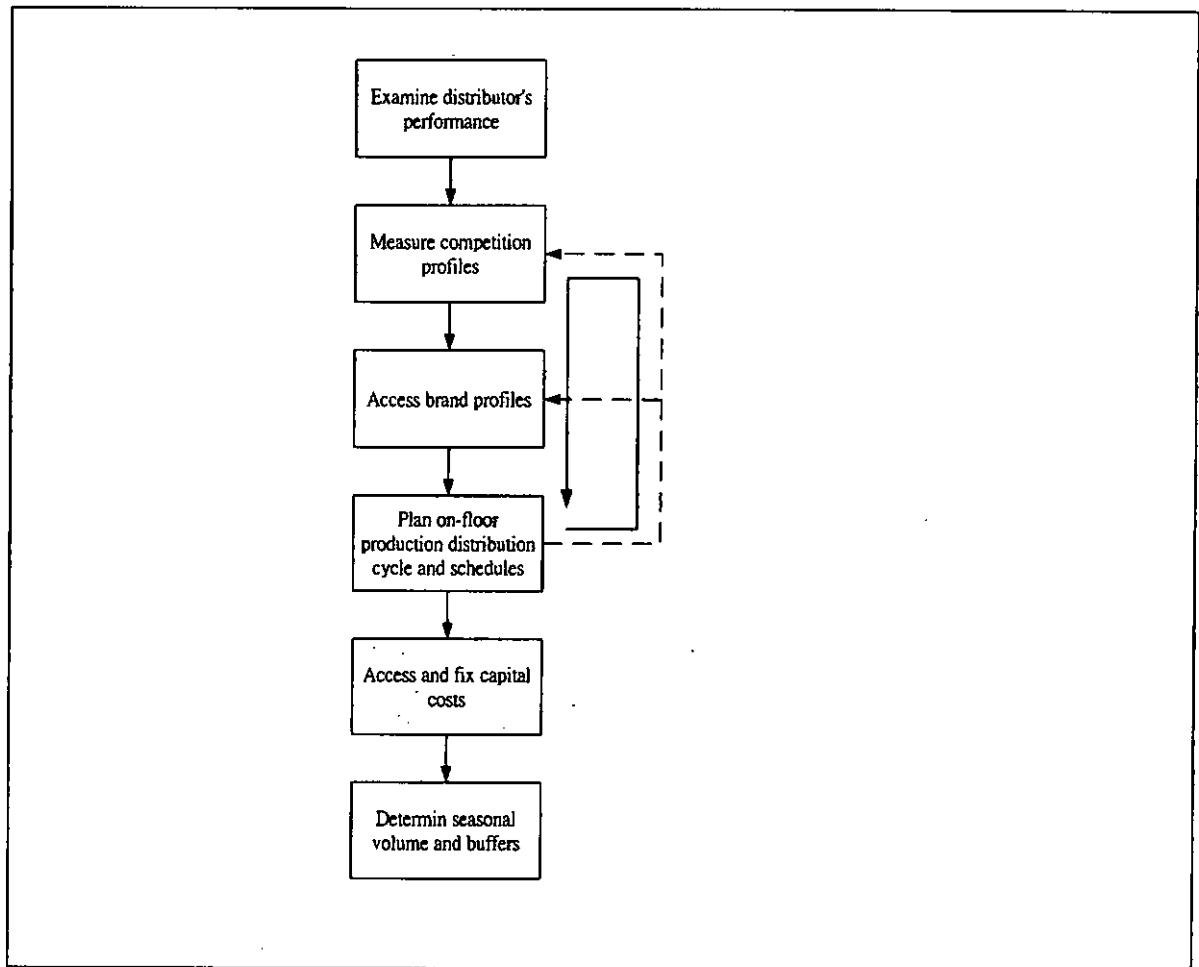 Examine distributor's
performance
Measure competition
profiles
Access brand profiles
Plan on-floor
production distribution
cycle and schedules
Access and fix capital
costs
Determin seasonal
volume and buffers